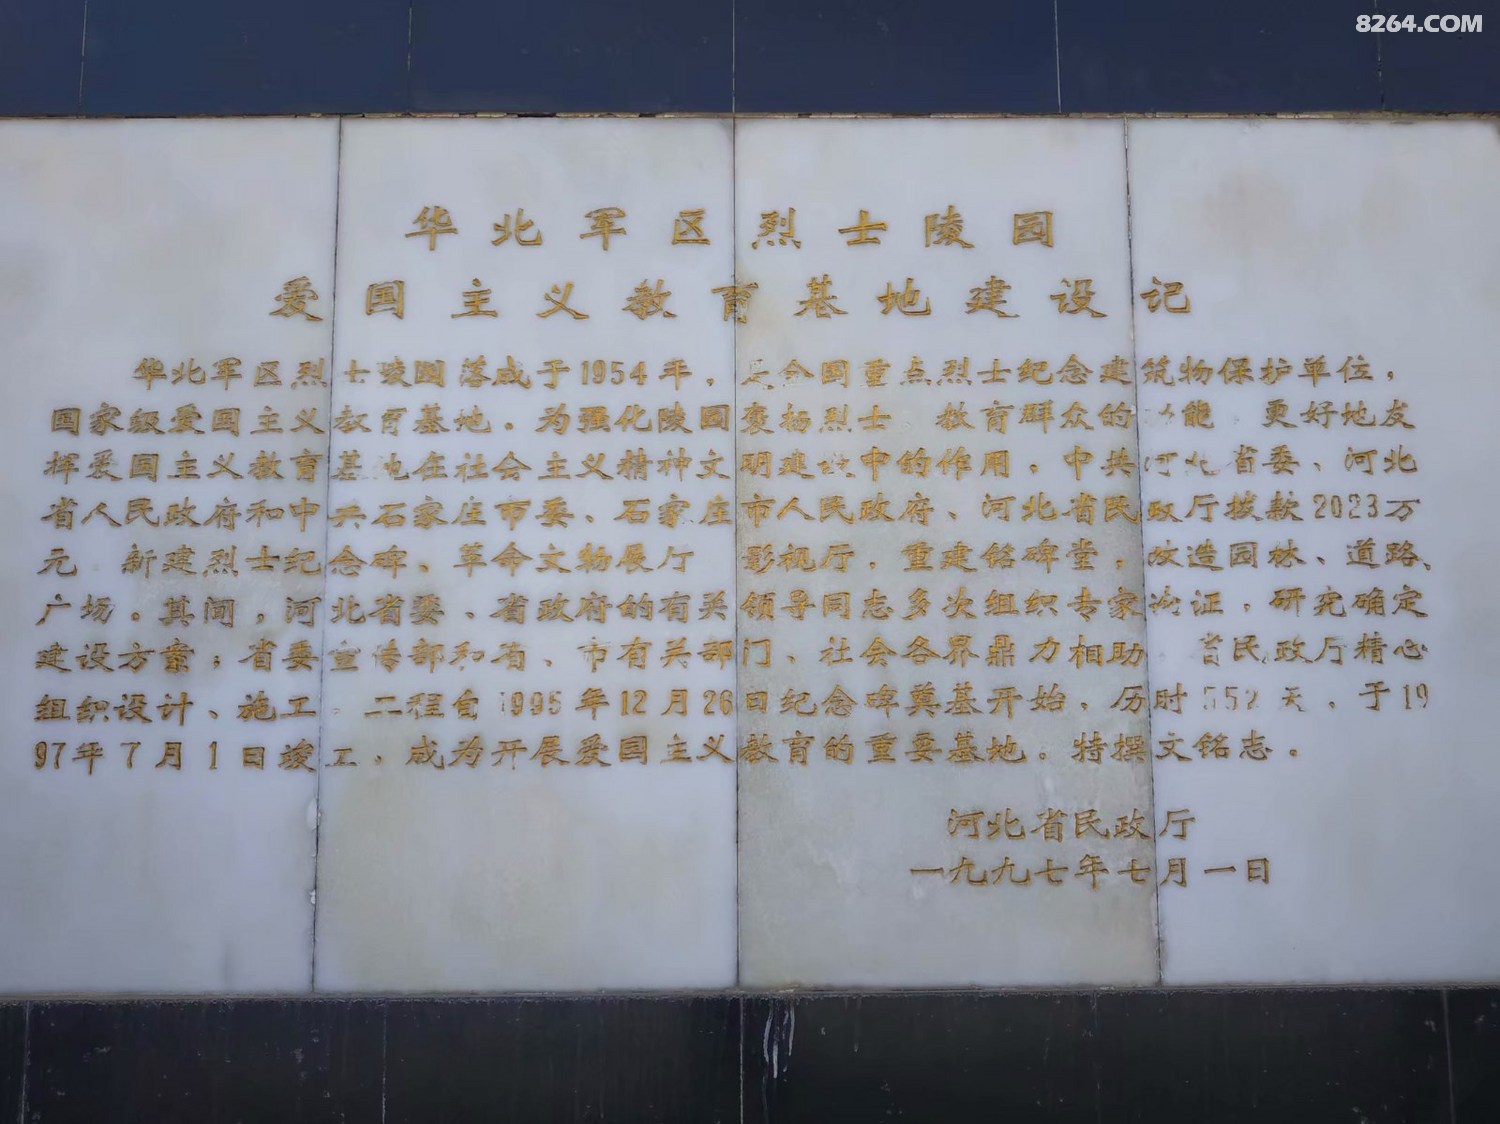 8264.COM
华北军区烈士陵园
爱国主义教育基地建设记
华北军区烈士陵园落成于1954年，是全国重点烈士纪念建筑物保护单位，
国家级爱国主义教育基地。为强化陵园褒扬烈士 教育群众的功能 更好地发
挥爱国主义教育基地在社会主义精神文明建设中的作用，中共河北省委、河北
省人民政府和中共石家庄市委、石家庄市人民政府、河北省民政厅拨款2023万
元 新建烈士纪念碑、革命文物展厅 影视厅，重建铭碑堂，改造园林、道路、
广场。其间，河北省委、省政府的有关领导同志多次组织专家论证，研究确定
建设方案；省委宣传部和省、市有关部门、社会各界鼎力相助 省民政厅精心
组织设计、施工 工程自1995年12月26日纪念碑奠基开始，历时552天，于19
97年7月1日竣工，成为开展爱国主义教育的重要基地。特撰文铭志。
河北省民政厅
一九九七年七月一日